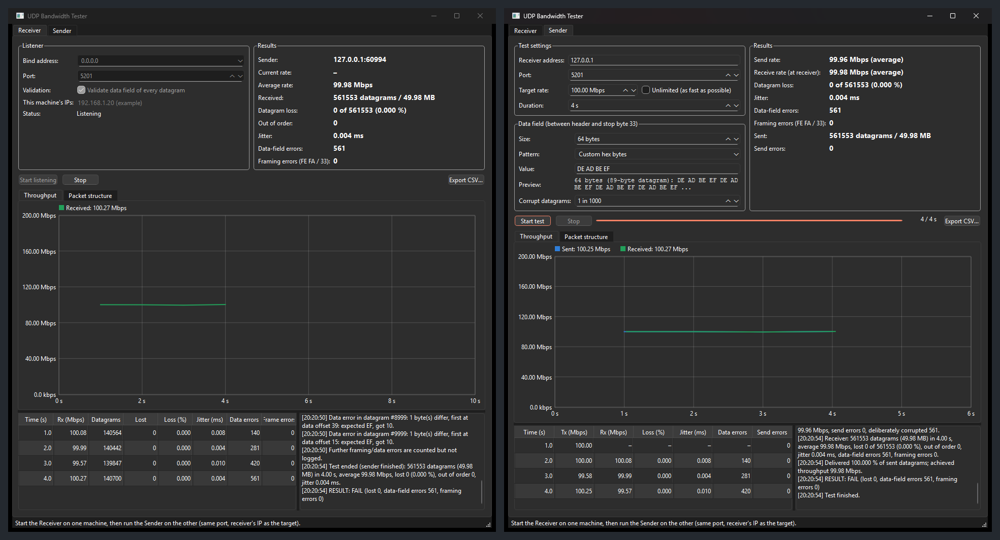 UDP Bandwidth Tester
Receiver Sender
Listener
Bind address: 0.0.0.0
Port: 5201
Validation: Validate data field of every datagram
This machine's IPs: 192.168.1.20 (example)
Status: Listening
Results
Sender: 127.0.0.1:60994
Current rate: –
Average rate: 99.98 Mbps
Received: 561553 datagrams / 49.98 MB
Datagram loss: 0 of 561553 (0.000 %)
Out of order: 0
Jitter: 0.004 ms
Data-field errors: 561
Framing errors (FE FA / 33): 0
Start listening Stop Export CSV...
Throughput Packet structure
Received: 100.27 Mbps
200.00 Mbps
160.00 Mbps
120.00 Mbps
80.00 Mbps
40.00 Mbps
0.0 kbps
0 s 2 s 4 s 6 s 8 s 10 s
Time (s) Rx (Mbps) Datagrams Lost Loss (%) Jitter (ms) Data errors Frame errors
1.0 100.08 140564 0 0.000 0.008 140 0
2.0 99.99 140442 0 0.000 0.004 281 0
3.0 99.57 139847 0 0.000 0.010 420 0
4.0 100.27 140700 0 0.000 0.004 561 0
[20:20:50] Data error in datagram #8999: 1 byte(s) differ, first at
data offset 39: expected EF, got 10.
[20:20:50] Data error in datagram #9999: 1 byte(s) differ, first at
data offset 15: expected EF, got 10.
[20:20:50] Further framing/data errors are counted but not
logged.
[20:20:54] Test ended (sender finished): 561553 datagrams (49.98
MB) in 4.00 s, average 99.98 Mbps, lost 0 (0.000 %), out of order 0,
jitter 0.004 ms.
[20:20:54] RESULT: FAIL (lost 0, data-field errors 561, framing
errors 0)
Start the Receiver on one machine, then run the Sender on the other (same port, receiver's IP as the target).
UDP Bandwidth Tester
Receiver Sender
Test settings
Receiver address: 127.0.0.1
Port: 5201
Target rate: 100.00 Mbps Unlimited (as fast as possible)
Duration: 4 s
Data field (between header and stop byte 33)
Size: 64 bytes
Pattern: Custom hex bytes
Value: DE AD BE EF
Preview: 64 bytes (89-byte datagram): DE AD BE EF DE AD
BE EF DE AD BE EF DE AD BE EF ...
Corrupt datagrams: 1 in 1000
Results
Send rate: 99.96 Mbps (average)
Receive rate (at receiver): 99.98 Mbps (average)
Datagram loss: 0 of 561553 (0.000 %)
Jitter: 0.004 ms
Data-field errors: 561
Framing errors (FE FA / 33): 0
Sent: 561553 datagrams / 49.98 MB
Send errors: 0
Start test Stop 4 / 4 s Export CSV...
Throughput Packet structure
Sent: 100.25 Mbps Received: 100.27 Mbps
200.00 Mbps
160.00 Mbps
120.00 Mbps
80.00 Mbps
40.00 Mbps
0.0 kbps
0 s 1 s 2 s 3 s 4 s 5 s 6 s
Time (s) Tx (Mbps) Rx (Mbps) Loss (%) Jitter (ms) Data errors Send errors
1.0 100.00 – – – – 0
2.0 100.00 100.08 0.000 0.008 140 0
3.0 99.58 99.99 0.000 0.004 281 0
4.0 100.25 99.57 0.000 0.010 420 0
99.96 Mbps, send errors 0, deliberately corrupted 561.
[20:20:54] Receiver: 561553 datagrams (49.98 MB) in 4.00 s,
average 99.98 Mbps, lost 0 of 561553 (0.000 %), out of order 0,
jitter 0.004 ms, data-field errors 561, framing errors 0.
[20:20:54] Delivered 100.000 % of sent datagrams; achieved
throughput 99.98 Mbps.
[20:20:54] RESULT: FAIL (lost 0, data-field errors 561, framing
errors 0)
[20:20:54] Test finished.
Start the Receiver on one machine, then run the Sender on the other (same port, receiver's IP as the target).